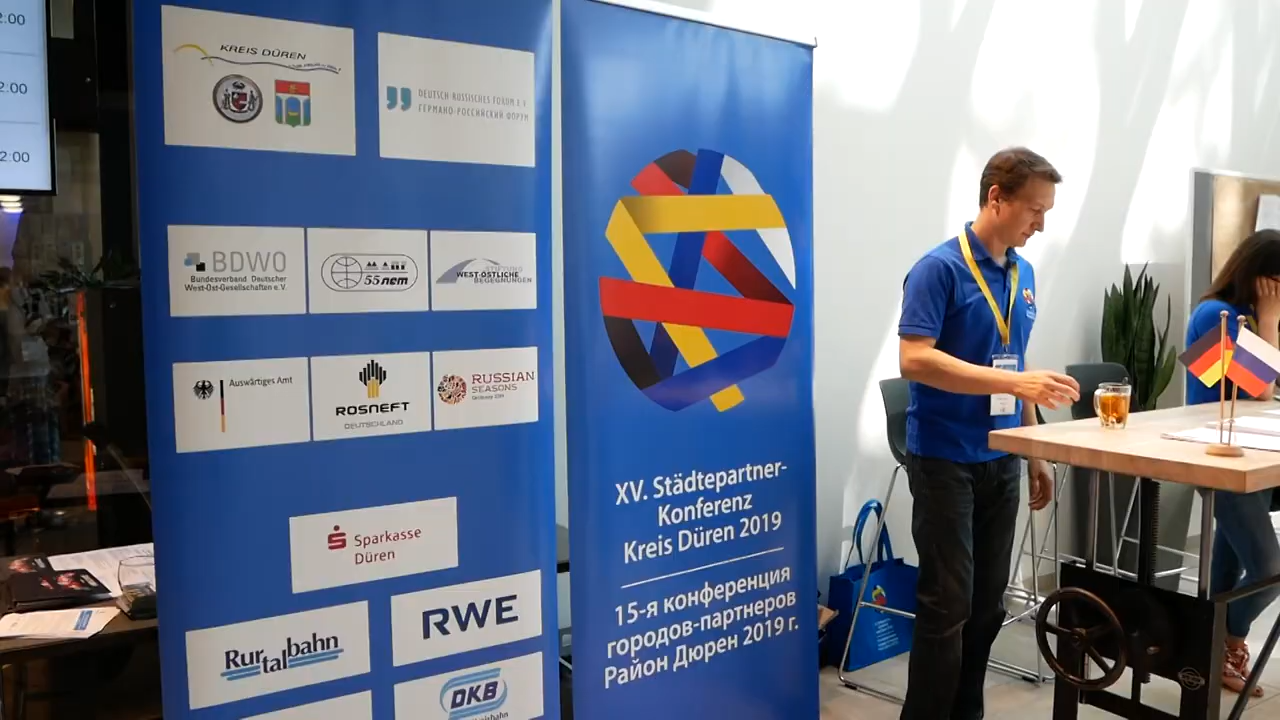 2:00
2:00
2:00
KREIS DÜREN
DEUTSCH-RUSSISCHES FORUM E.V.
ГЕРМАНО-РОССИЙСКИЙ ФОРУМ
BDWO
Bundesverband Deutscher
West-Ost-Gesellschaften e.V.
55 лет
STIFTUNG
WEST-ÖSTLICHE
BEGEGNUNGEN
Auswärtiges Amt
ROSNEFT
DEUTSCHLAND
RUSSIAN
SEASONS
Sparkasse
Düren
Rurtalbahn
RWE
DKB
XV. Städtepartner-
Konferenz
Kreis Düren 2019
15-я конференция
городов-партнеров
Район Дюрен 2019 г.